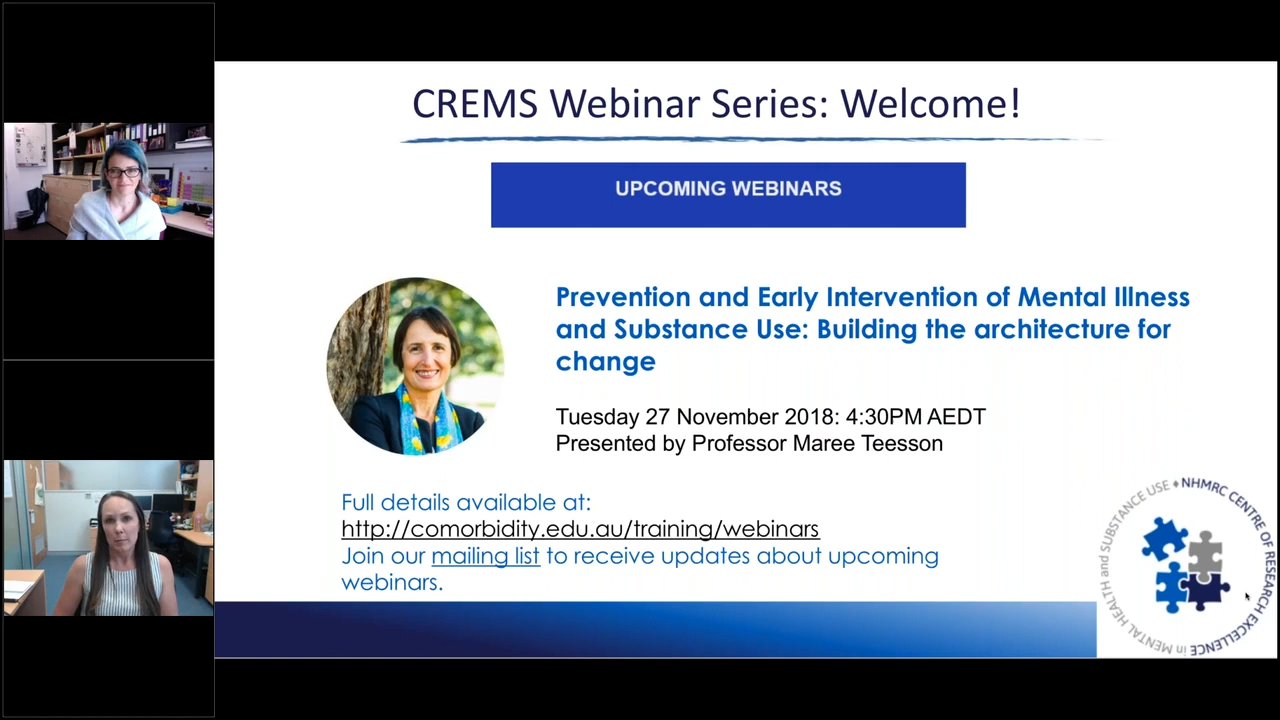 CREMS Webinar Series: Welcome!
UPCOMING WEBINARS
Prevention and Early Intervention of Mental Illness
and Substance Use: Building the architecture for
change
Tuesday 27 November 2018: 4:30PM AEDT
Presented by Professor Maree Teesson
Full details available at:
http://comorbidity.edu.au/training/webinars
Join our mailing list to receive updates about upcoming
webinars.
NHMRC CENTRE OF RESEARCH EXCELLENCE in MENTAL HEALTH and SUBSTANCE USE